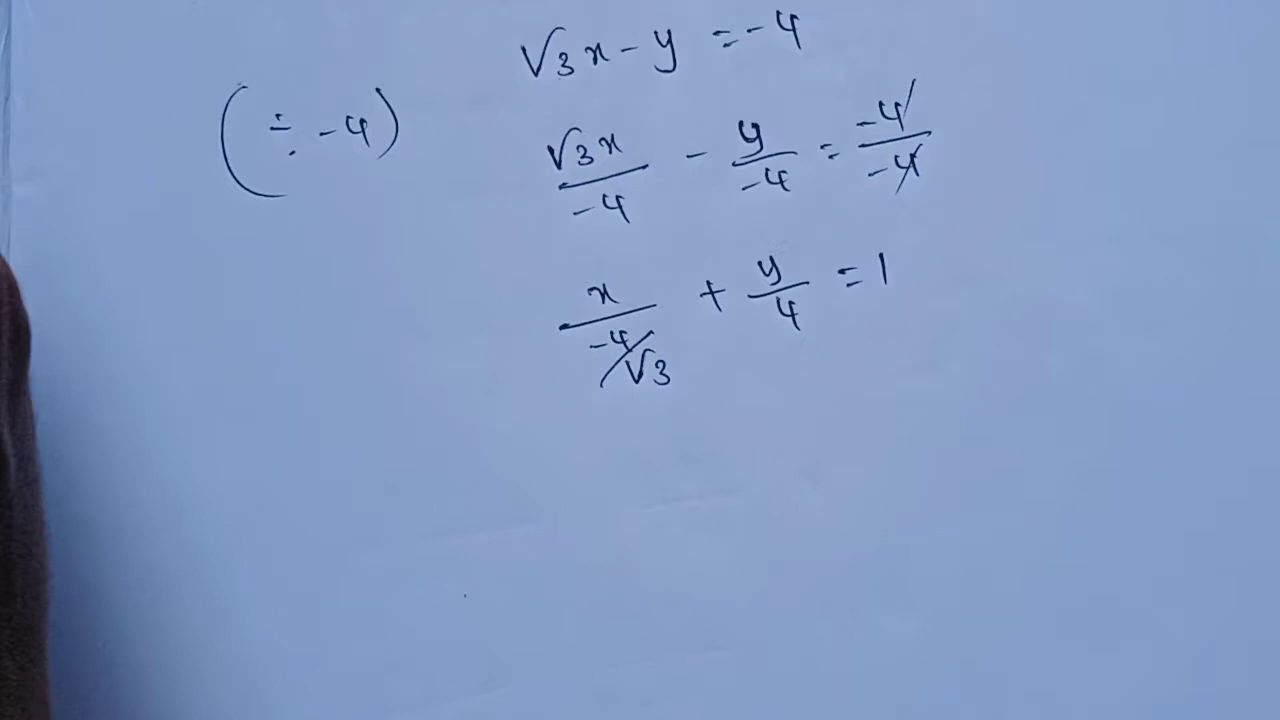 √3x - y = -4
(÷ -4) √3x/-4 - y/-4 = -4/-4
x/(-4/√3) + y/4 = 1